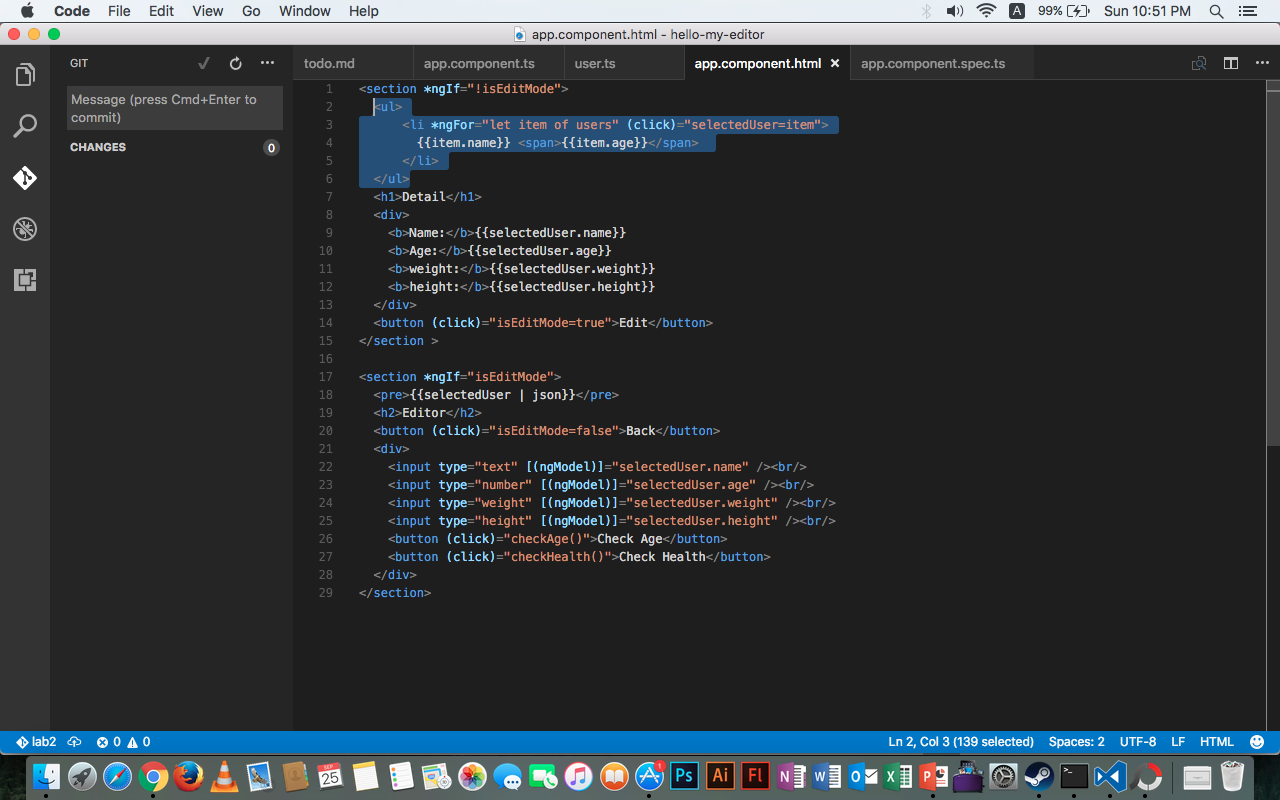 Code File Edit View Go Window Help A 99% Sun 10:51 PM
app.component.html - hello-my-editor
GIT
todo.md app.component.ts user.ts app.component.html app.component.spec.ts
Message (press Cmd+Enter to
commit)
CHANGES 0
1 <section *ngIf="!isEditMode">
2 <ul>
3 <li *ngFor="let item of users" (click)="selectedUser=item">
4 {{item.name}} <span>{{item.age}}</span>
5 </li>
6 </ul>
7 <h1>Detail</h1>
8 <div>
9 <b>Name:</b>{{selectedUser.name}}
10 <b>Age:</b>{{selectedUser.age}}
11 <b>weight:</b>{{selectedUser.weight}}
12 <b>height:</b>{{selectedUser.height}}
13 </div>
14 <button (click)="isEditMode=true">Edit</button>
15 </section >
16
17 <section *ngIf="isEditMode">
18 <pre>{{selectedUser | json}}</pre>
19 <h2>Editor</h2>
20 <button (click)="isEditMode=false">Back</button>
21 <div>
22 <input type="text" [(ngModel)]="selectedUser.name" /><br/>
23 <input type="number" [(ngModel)]="selectedUser.age" /><br/>
24 <input type="weight" [(ngModel)]="selectedUser.weight" /><br/>
25 <input type="height" [(ngModel)]="selectedUser.height" /><br/>
26 <button (click)="checkAge()">Check Age</button>
27 <button (click)="checkHealth()">Check Health</button>
28 </div>
29 </section>
lab2 0 0 Ln 2, Col 3 (139 selected) Spaces: 2 UTF-8 LF HTML
SEP 25 1 Ps Ai Fl N W O X P